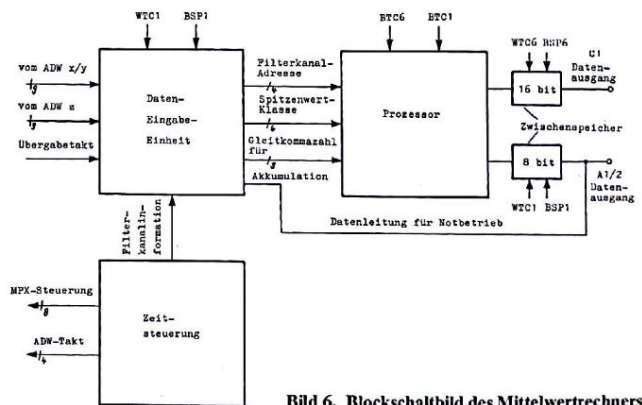 WTC1 BSP1
BTC6 BTC1
WTC6 BSP6
C1
Daten-
ausgang
vom ADW x/y
9
vom ADW z
9
Übergabetakt
Daten-
Eingabe-
Einheit
Filterkanal-
Adresse
4
Spitzenwert-
Klasse
4
Gleitkommazahl
für
Akkumulation
Prozessor
16 bit
Zwischenspeicher
8 bit
A1/2
Daten-
ausgang
WTC1 BSP1
Datenleitung für Notbetrieb
Filter-
kanalin-
formation
MPX-Steuerung
8
ADW-Takt
4
Zeit-
steuerung
Bild 6. Blockschaltbild des Mittelwertrechners